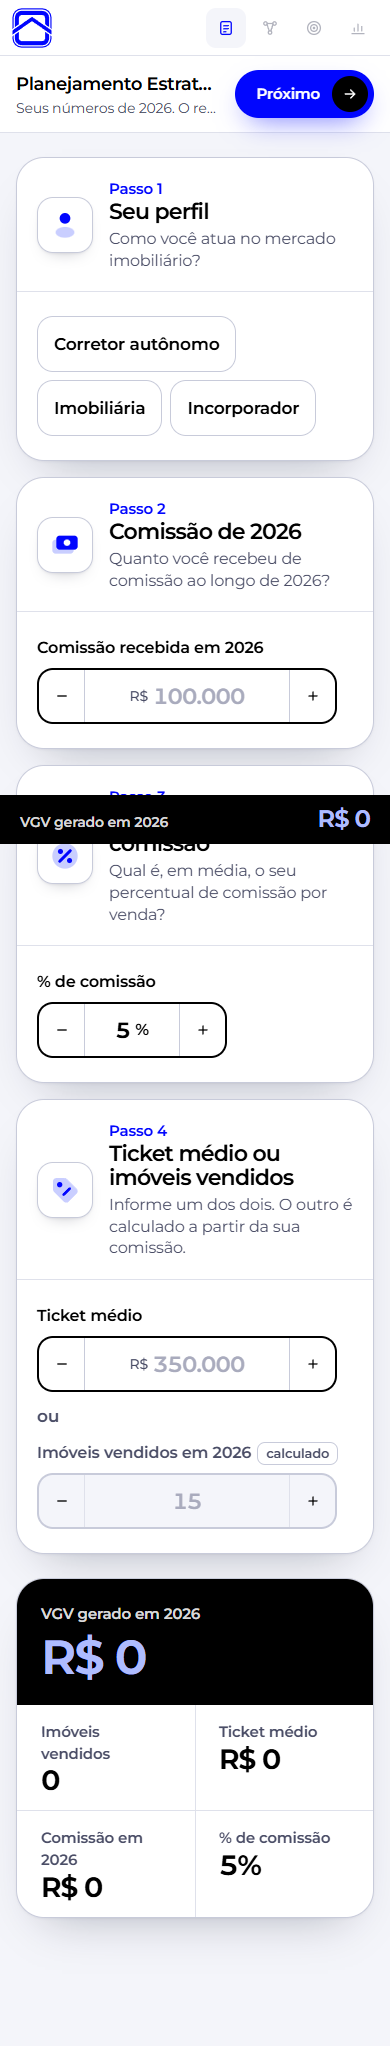 Planejamento Estrat...
Seus números de 2026. O re...
Próximo
Passo 1
Seu perfil
Como você atua no mercado
imobiliário?
Corretor autônomo
Imobiliária
Incorporador
Passo 2
Comissão de 2026
Quanto você recebeu de
comissão ao longo de 2026?
Comissão recebida em 2026
− R$ 100.000 +
Passo 3
VGV gerado em 2026 R$ 0
comissão
Qual é, em média, o seu
percentual de comissão por
venda?
% de comissão
− 5 % +
Passo 4
Ticket médio ou
imóveis vendidos
Informe um dos dois. O outro é
calculado a partir da sua
comissão.
Ticket médio
− R$ 350.000 +
ou
Imóveis vendidos em 2026 calculado
− 15 +
VGV gerado em 2026
R$ 0
Imóveis
vendidos
0
Ticket médio
R$ 0
Comissão em
2026
R$ 0
% de comissão
5%